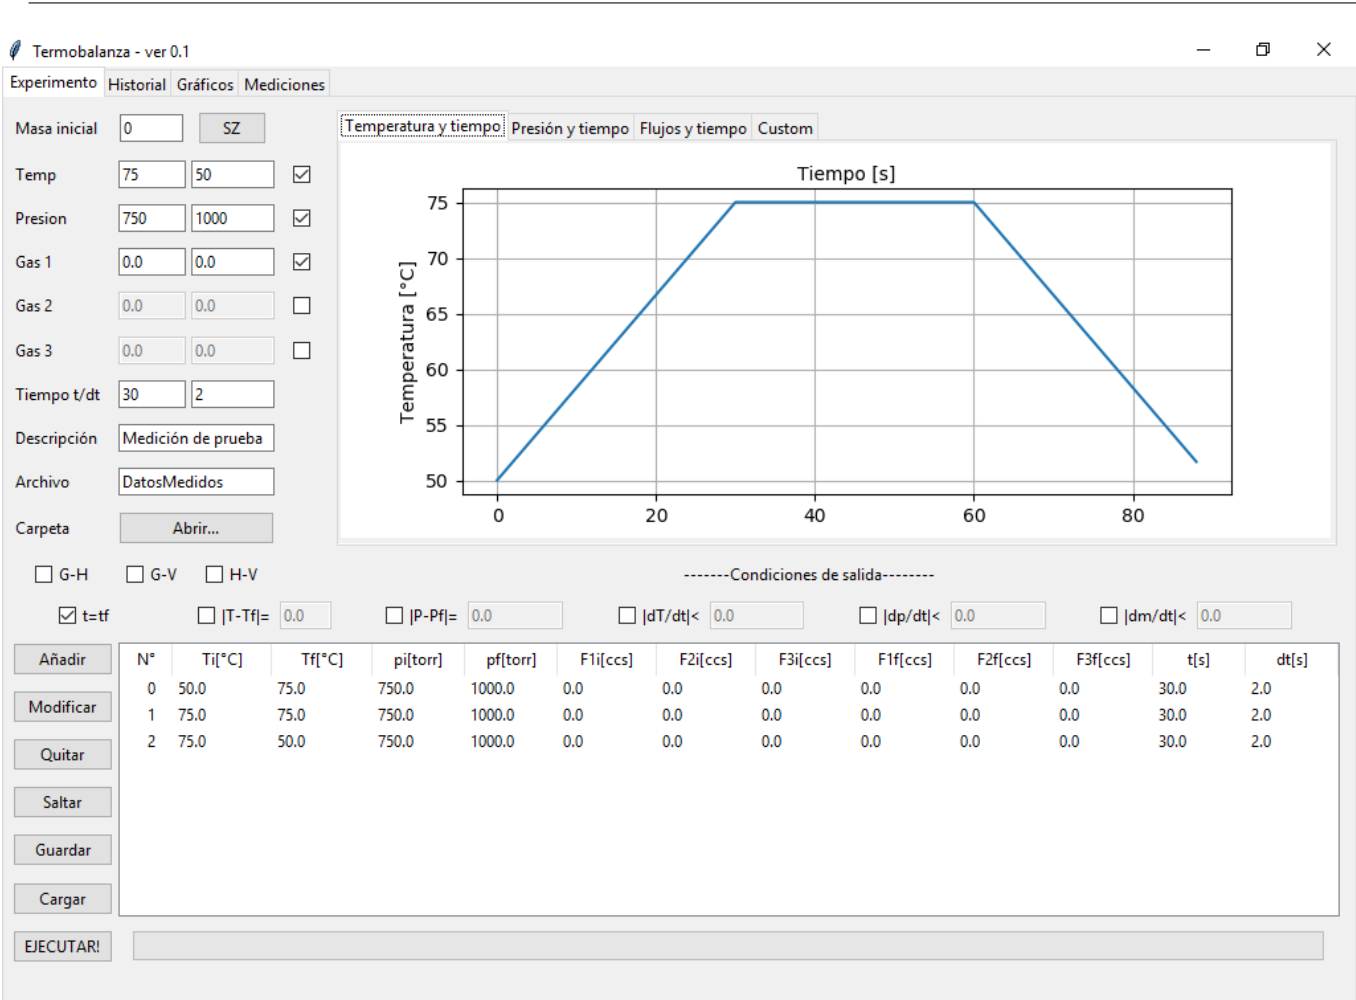 Termobalanza - ver 0.1
Experimento Historial Gráficos Mediciones
Masa inicial 0 SZ
Temp 75 50
Presion 750 1000
Gas 1 0.0 0.0
Gas 2 0.0 0.0
Gas 3 0.0 0.0
Tiempo t/dt 30 2
Descripción Medición de prueba
Archivo DatosMedidos
Carpeta Abrir...
Temperatura y tiempo Presión y tiempo Flujos y tiempo Custom
Tiempo [s]
Temperatura [°C]
75
70
65
60
55
50
0 20 40 60 80
G-H G-V H-V
-------Condiciones de salida--------
t=tf |T-Tf|= 0.0 |P-Pf|= 0.0 |dT/dt|< 0.0 |dp/dt|< 0.0 |dm/dt|< 0.0
Añadir
Modificar
Quitar
Saltar
Guardar
Cargar
EJECUTAR!
N° Ti[°C] Tf[°C] pi[torr] pf[torr] F1i[ccs] F2i[ccs] F3i[ccs] F1f[ccs] F2f[ccs] F3f[ccs] t[s] dt[s]
0 50.0 75.0 750.0 1000.0 0.0 0.0 0.0 0.0 0.0 0.0 30.0 2.0
1 75.0 75.0 750.0 1000.0 0.0 0.0 0.0 0.0 0.0 0.0 30.0 2.0
2 75.0 50.0 750.0 1000.0 0.0 0.0 0.0 0.0 0.0 0.0 30.0 2.0